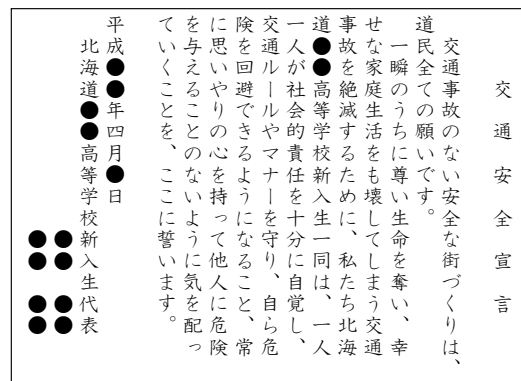 交通安全宣言
交通事故のない安全な街づくりは、
道民全ての願いです。
一瞬のうちに尊い生命を奪い、幸
せな家庭生活をも壊してしまう交通
事故を絶滅するために、私たち北海
道●●高等学校新入生一同は、一人
一人が社会的責任を十分に自覚し、
交通ルールやマナーを守り、自ら危
険を回避できるようになること、常
に思いやりの心を持って他人に危険
を与えることのないように気を配っ
ていくことを、ここに誓います。
平成●●年四月●日
北海道●●高等学校新入生代表
●●　●●
●●　●●